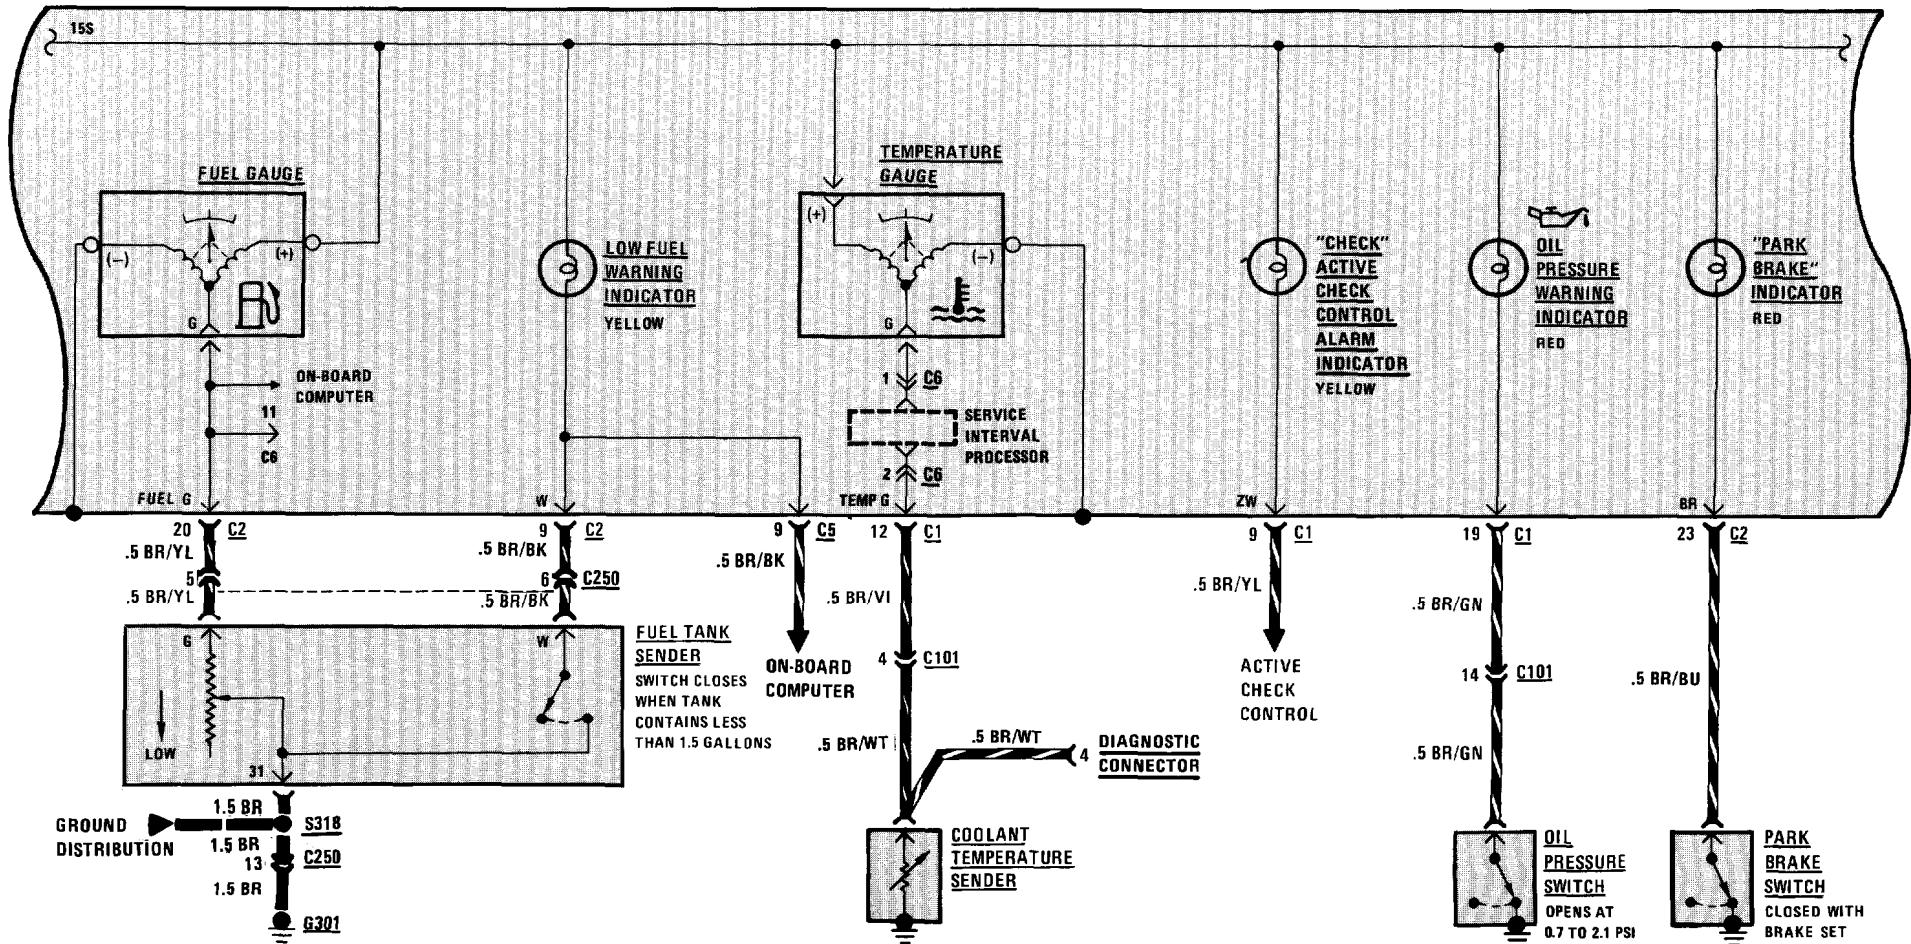 15S
FUEL GAUGE
(−)
(+)
G
ON-BOARD
COMPUTER
11
C6
FUEL G
LOW FUEL
WARNING
INDICATOR
YELLOW
W
TEMPERATURE
GAUGE
(+)
(−)
G
1 C6
SERVICE
INTERVAL
PROCESSOR
2 C6
TEMP G
"CHECK"
ACTIVE
CHECK
CONTROL
ALARM
INDICATOR
YELLOW
ZW
OIL
PRESSURE
WARNING
INDICATOR
RED
"PARK
BRAKE"
INDICATOR
RED
BR
20 C2
.5 BR/YL
5
.5 BR/YL
9 C2
.5 BR/BK
6 C250
.5 BR/BK
9 C5
.5 BR/BK
ON-BOARD
COMPUTER
12 C1
.5 BR/VI
4 C101
.5 BR/WT
.5 BR/WT
4 DIAGNOSTIC
CONNECTOR
COOLANT
TEMPERATURE
SENDER
9 C1
.5 BR/YL
ACTIVE
CHECK
CONTROL
19 C1
.5 BR/GN
14 C101
.5 BR/GN
OIL
PRESSURE
SWITCH
OPENS AT
0.7 TO 2.1 PSI
23 C2
.5 BR/BU
PARK
BRAKE
SWITCH
CLOSED WITH
BRAKE SET
G
W
LOW
31
FUEL TANK
SENDER
SWITCH CLOSES
WHEN TANK
CONTAINS LESS
THAN 1.5 GALLONS
GROUND
DISTRIBUTION
1.5 BR
S318
1.5 BR
13 C250
1.5 BR
G301